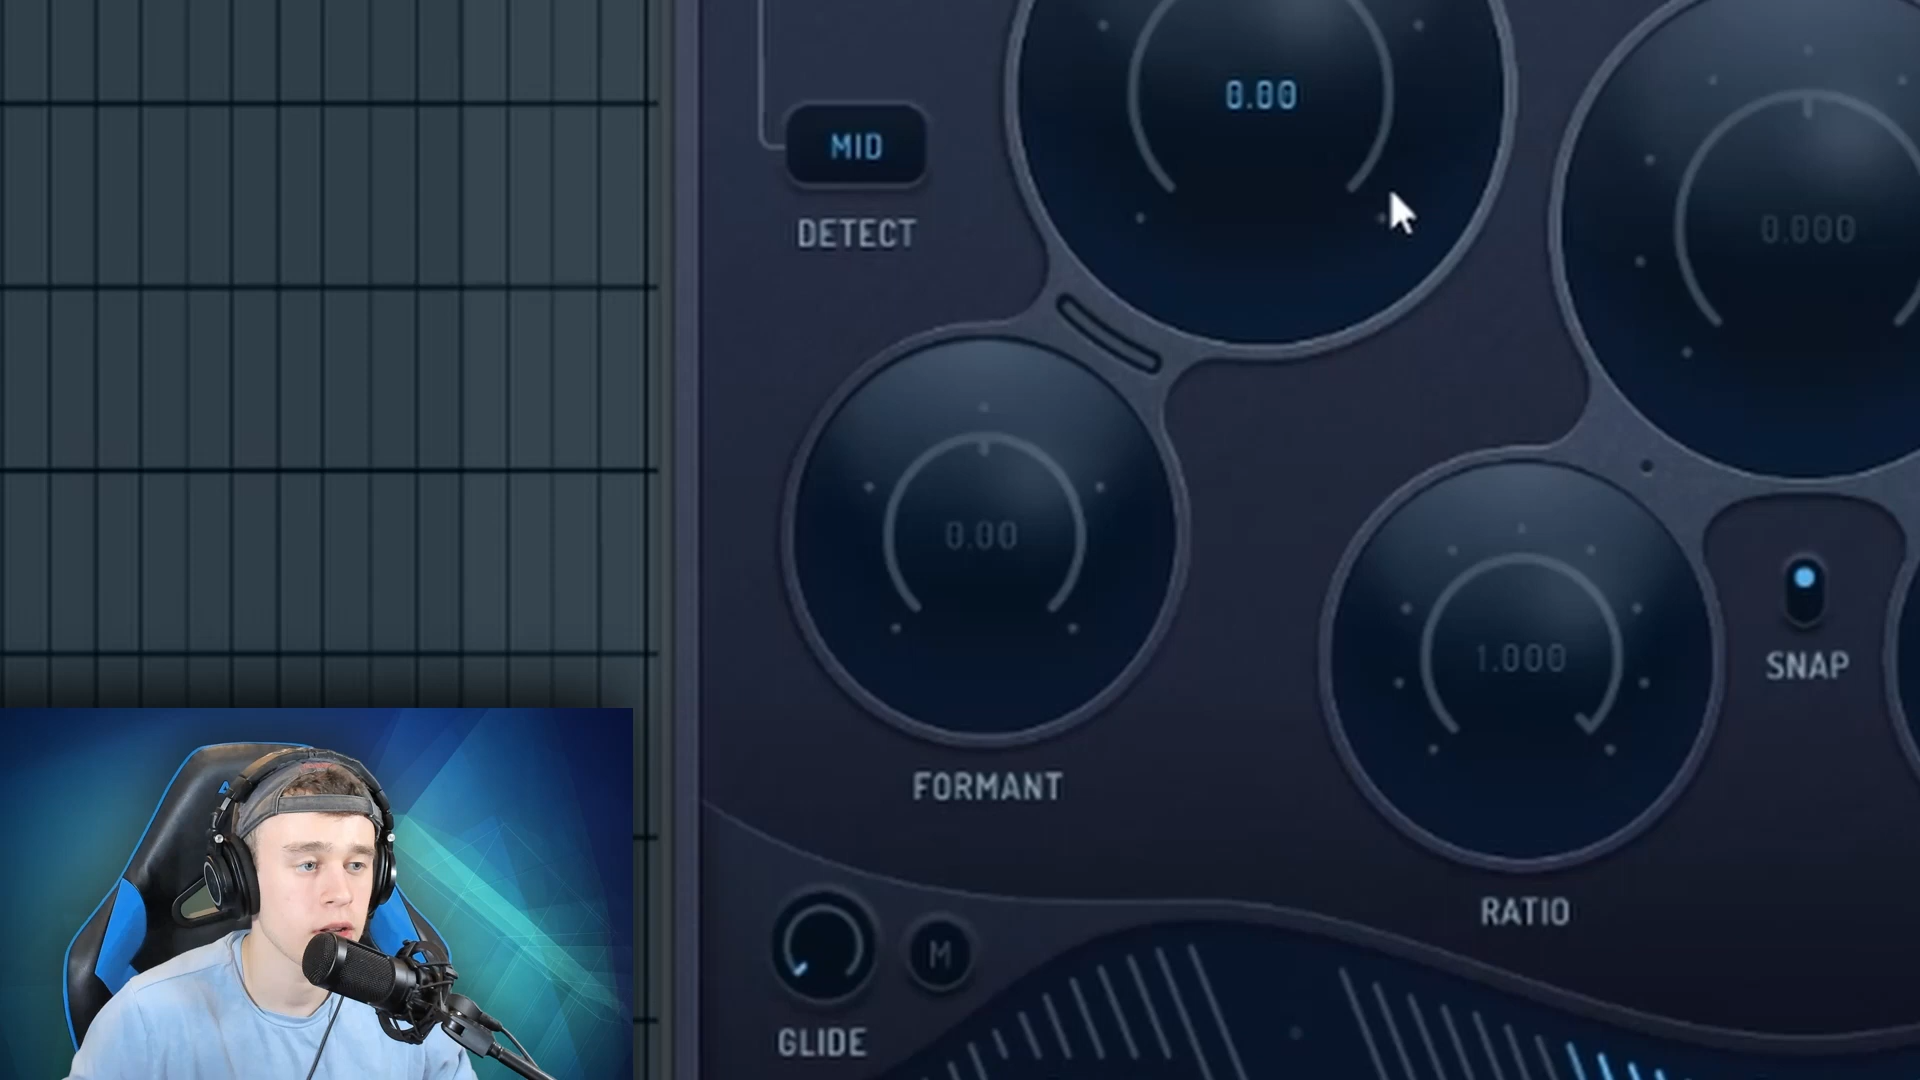 0.00
MID
0.000
DETECT
0.00
1.000
SNAP
FORMANT
RATIO
M
GLIDE